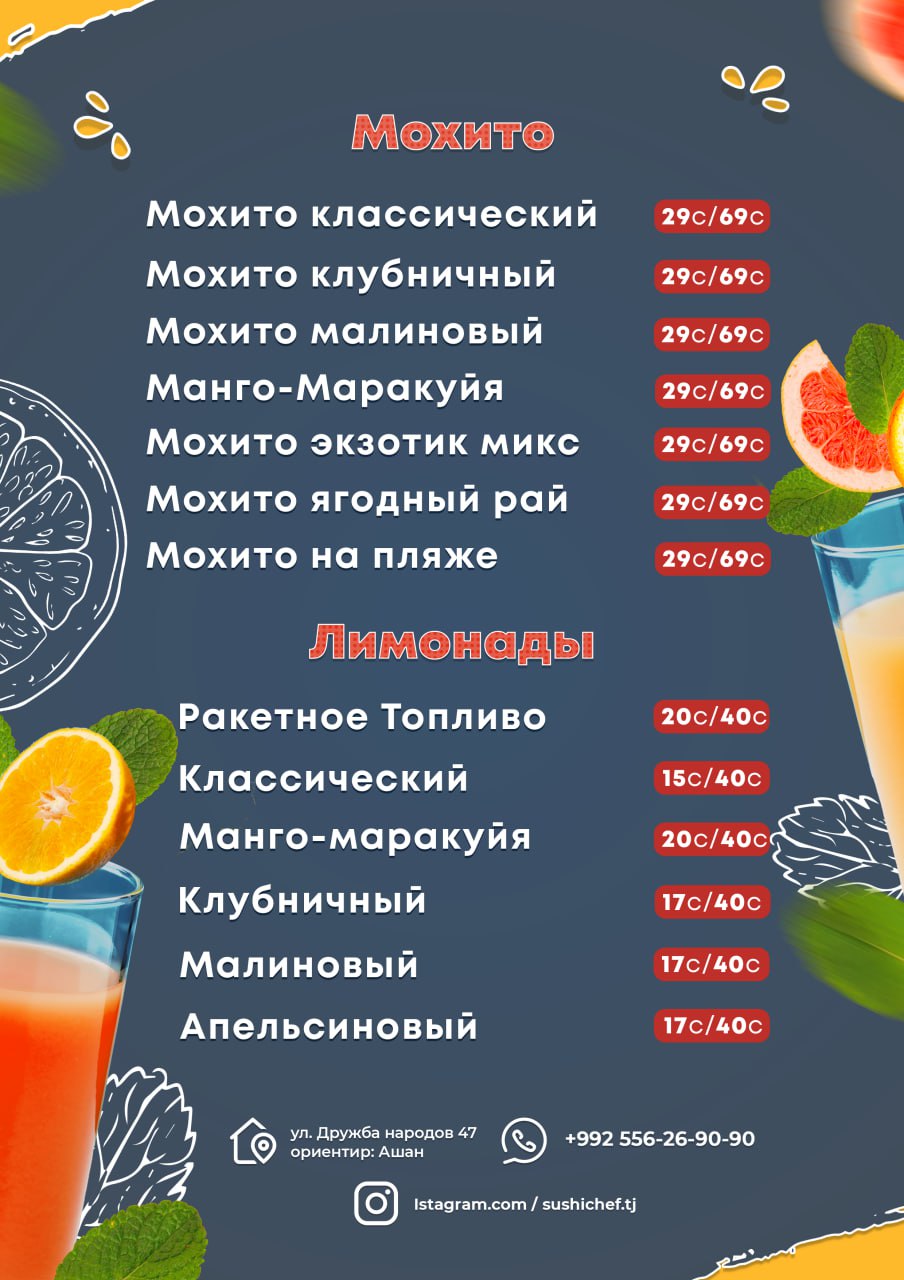 Мохито
Мохито классический 29с/69с
Мохито клубничный 29с/69с
Мохито малиновый 29с/69с
Манго-Маракуйя 29с/69с
Мохито экзотик микс 29с/69с
Мохито ягодный рай 29с/69с
Мохито на пляже 29с/69с
Лимонады
Ракетное Топливо 20с/40с
Классический 15с/40с
Манго-маракуйя 20с/40с
Клубничный 17с/40с
Малиновый 17с/40с
Апельсиновый 17с/40с
ул. Дружба народов 47
ориентир: Ашан
+992 556-26-90-90
Istagram.com / sushichef.tj